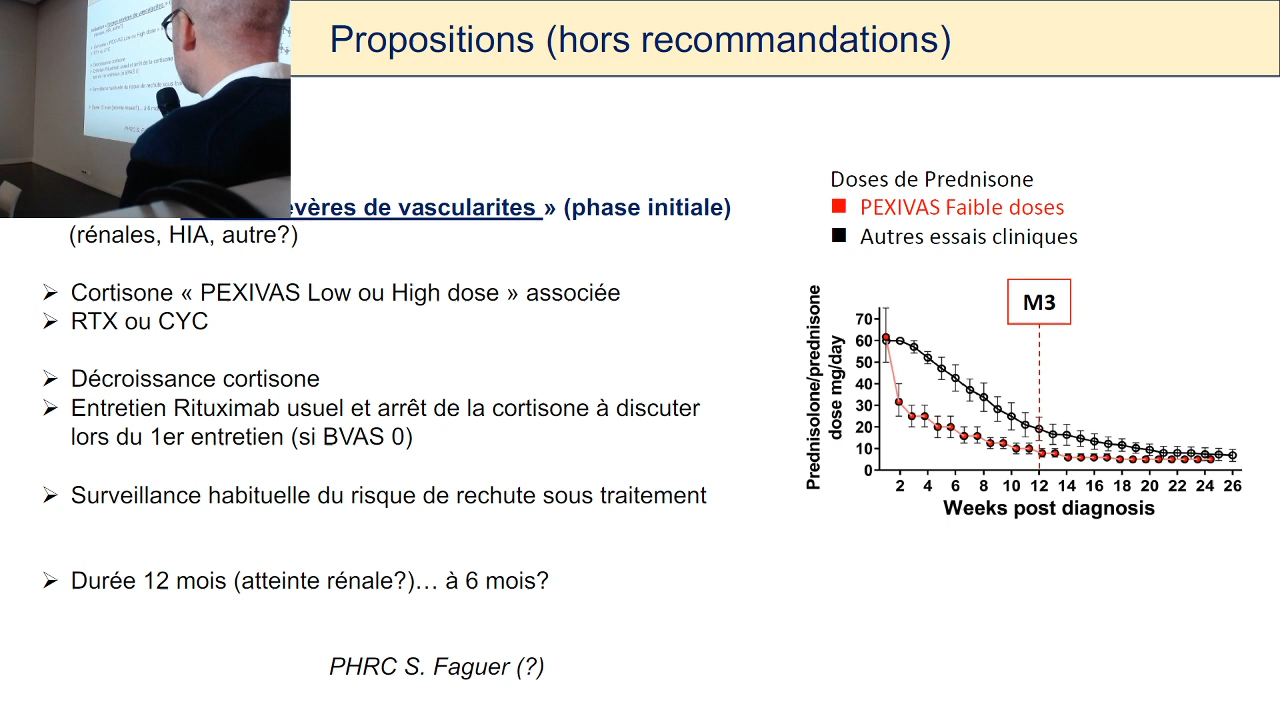 Propositions (hors recommandations)
vères de vascularites » (phase initiale)
(rénales, HIA, autre?)
➢ Cortisone « PEXIVAS Low ou High dose » associée
➢ RTX ou CYC
➢ Décroissance cortisone
➢ Entretien Rituximab usuel et arrêt de la cortisone à discuter
lors du 1er entretien (si BVAS 0)
➢ Surveillance habituelle du risque de rechute sous traitement
➢ Durée 12 mois (atteinte rénale?)… à 6 mois?
PHRC S. Faguer (?)
Doses de Prednisone
PEXIVAS Faible doses
Autres essais cliniques
M3
Prednisolone/prednisone
dose mg/day
70
60
50
40
30
20
10
0
2 4 6 8 10 12 14 16 18 20 22 24 26
Weeks post diagnosis